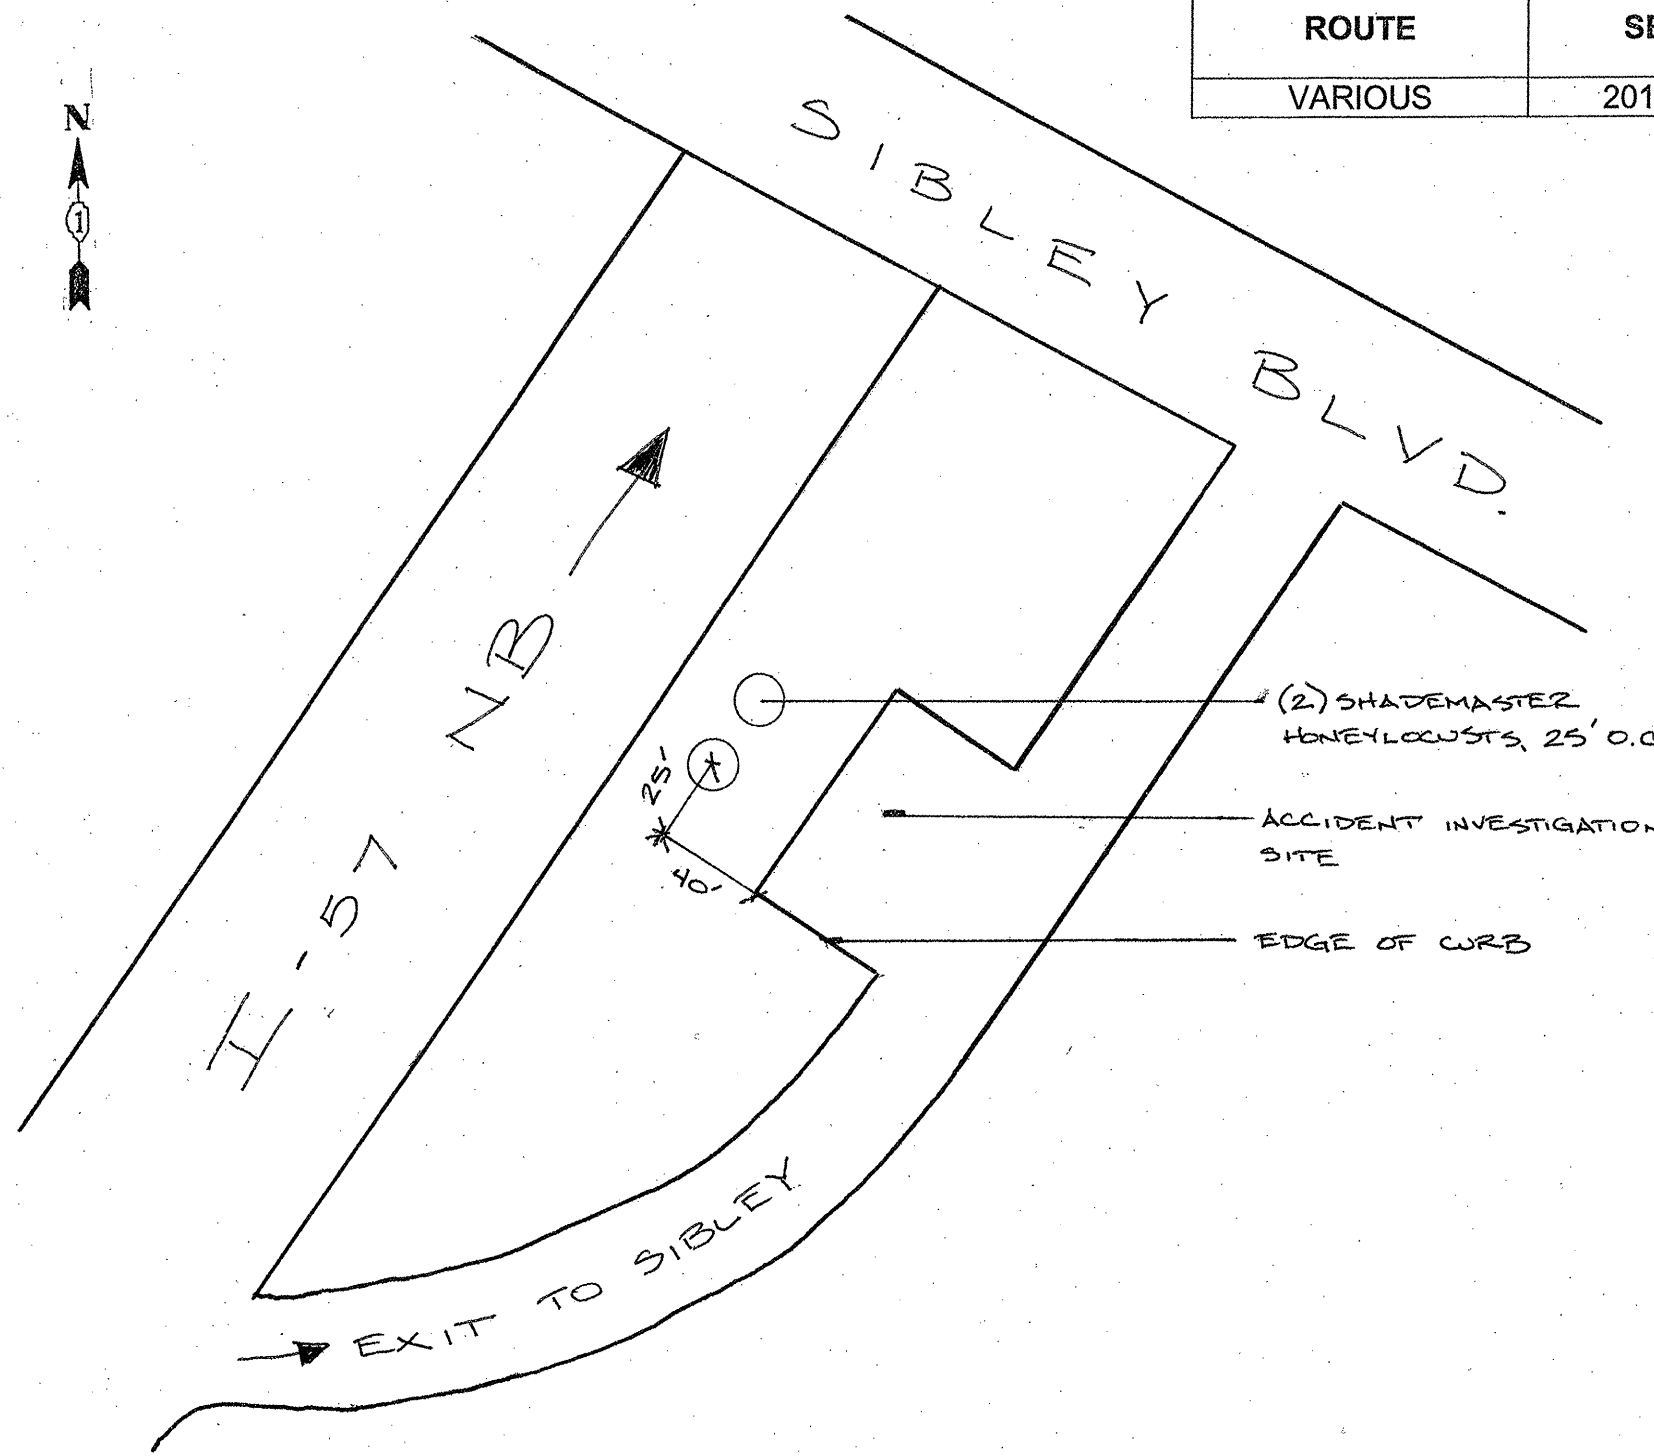 ROUTE
VARIOUS 201
N
1
SIBLEY BLVD.
I-57 NB
(2) SHADEMASTER
HONEYLOCUSTS, 25' O.C
ACCIDENT INVESTIGATION
SITE
EDGE OF CURB
25'
40'
EXIT TO SIBLEY